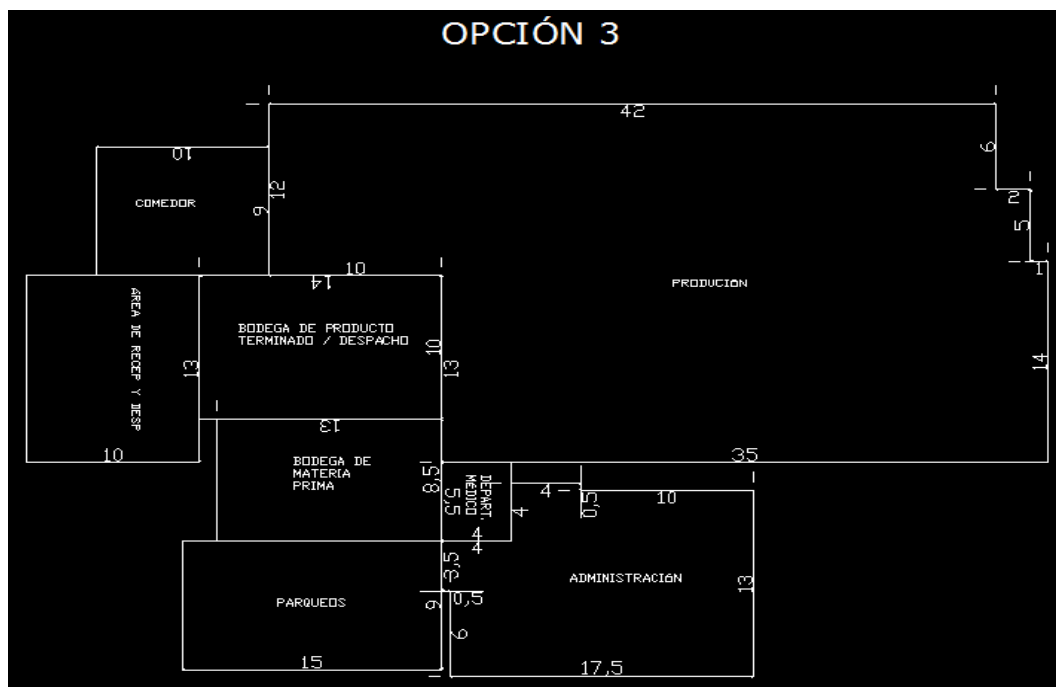 OPCIÓN 3
42
6
10
2
12
COMEDOR
9
5
1
10
14
PRODUCIÓN
AREA DE RECEP Y DESP
BODEGA DE PRODUCTO
TERMINADO / DESPACHO
10
13
13
14
13
10
35
BODEGA DE
MATERIA
PRIMA
8,5
5,5
DEPART.
MEDICO
4
4
0,5
10
4
4
3,5
ADMINISTRACIÓN
13
PARQUEOS
9
0,5
6
15
17,5